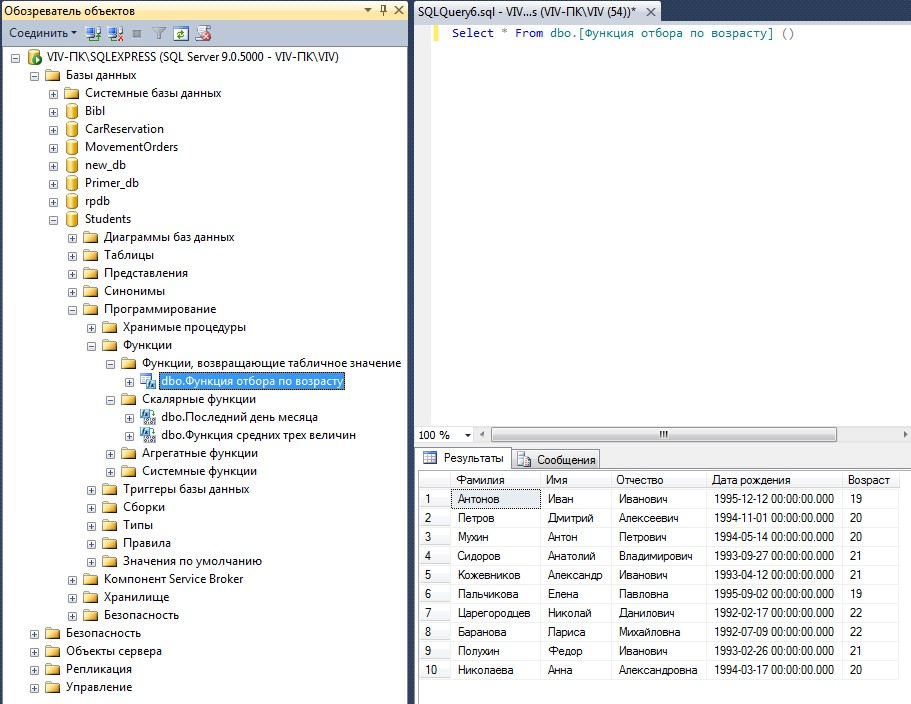 Обозреватель объектов
Соединить
VIV-ПК\SQLEXPRESS (SQL Server 9.0.5000 - VIV-ПК\VIV)
Базы данных
Системные базы данных
Bibl
CarReservation
MovementOrders
new_db
Primer_db
rpdb
Students
Диаграммы баз данных
Таблицы
Представления
Синонимы
Программирование
Хранимые процедуры
Функции
Функции, возвращающие табличное значение
dbo.Функция отбора по возрасту
Скалярные функции
dbo.Последний день месяца
dbo.Функция средних трех величин
Агрегатные функции
Системные функции
Триггеры базы данных
Сборки
Типы
Правила
Значения по умолчанию
Компонент Service Broker
Хранилище
Безопасность
Безопасность
Объекты сервера
Репликация
Управление
SQLQuery6.sql - VIV...s (VIV-ПК\VIV (54))*
Select * From dbo.[Функция отбора по возрасту] ()
100 %
Результаты Сообщения
Фамилия Имя Отчество Дата рождения Возраст
1 Антонов Иван Иванович 1995-12-12 00:00:00.000 19
2 Петров Дмитрий Алексеевич 1994-11-01 00:00:00.000 20
3 Мухин Антон Петрович 1994-05-14 00:00:00.000 20
4 Сидоров Анатолий Владимирович 1993-09-27 00:00:00.000 21
5 Кожевников Александр Иванович 1993-04-12 00:00:00.000 21
6 Пальчикова Елена Павловна 1995-09-02 00:00:00.000 19
7 Царегородцев Николай Данилович 1992-02-17 00:00:00.000 22
8 Баранова Лариса Михайловна 1992-07-09 00:00:00.000 22
9 Полухин Федор Иванович 1993-02-26 00:00:00.000 21
10 Николаева Анна Александровна 1994-03-17 00:00:00.000 20